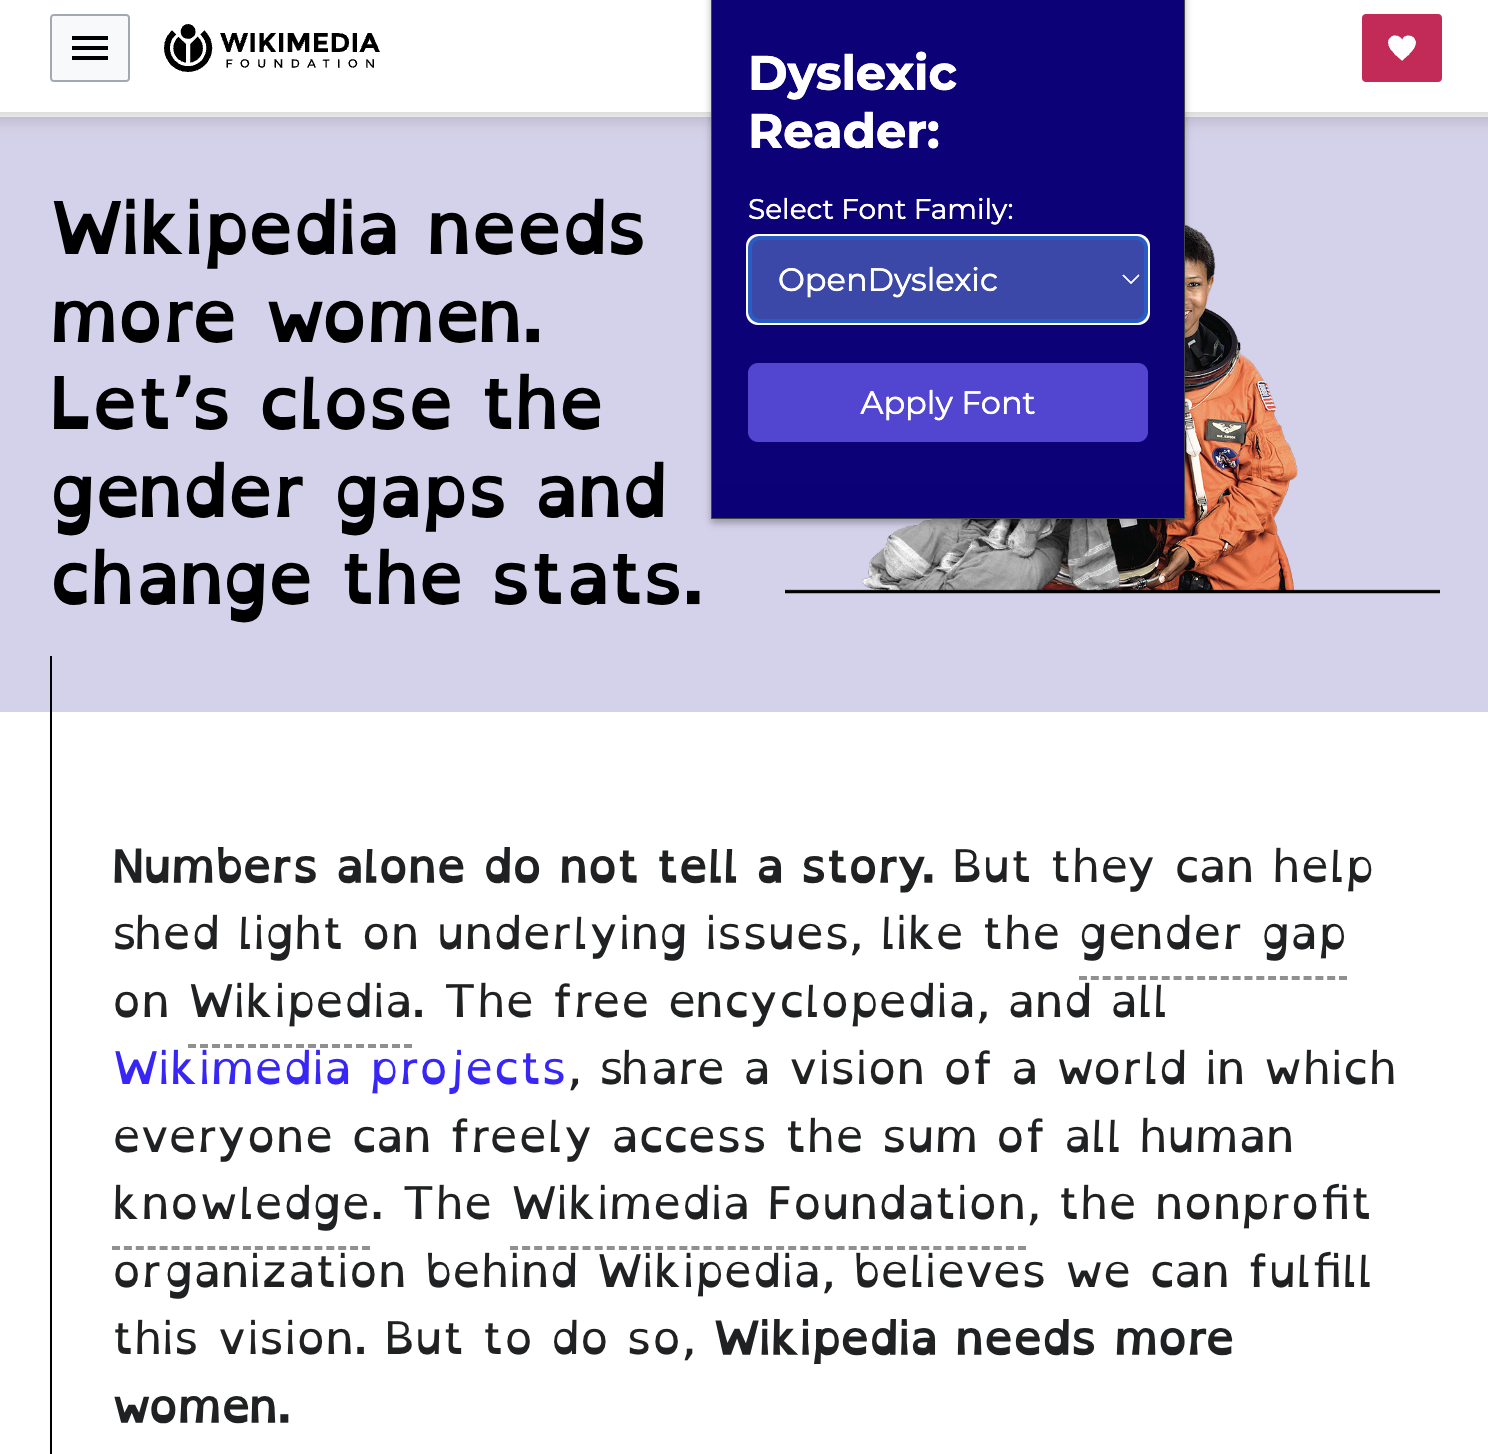 WIKIMEDIA
FOUNDATION
Dyslexic
Reader:
Select Font Family:
OpenDyslexic
Apply Font
Wikipedia needs
more women.
Let’s close the
gender gaps and
change the stats.
Numbers alone do not tell a story. But they can help
shed light on underlying issues, like the gender gap
on Wikipedia. The free encyclopedia, and all
Wikimedia projects, share a vision of a world in which
everyone can freely access the sum of all human
knowledge. The Wikimedia Foundation, the nonprofit
organization behind Wikipedia, believes we can fulfill
this vision. But to do so, Wikipedia needs more
women.